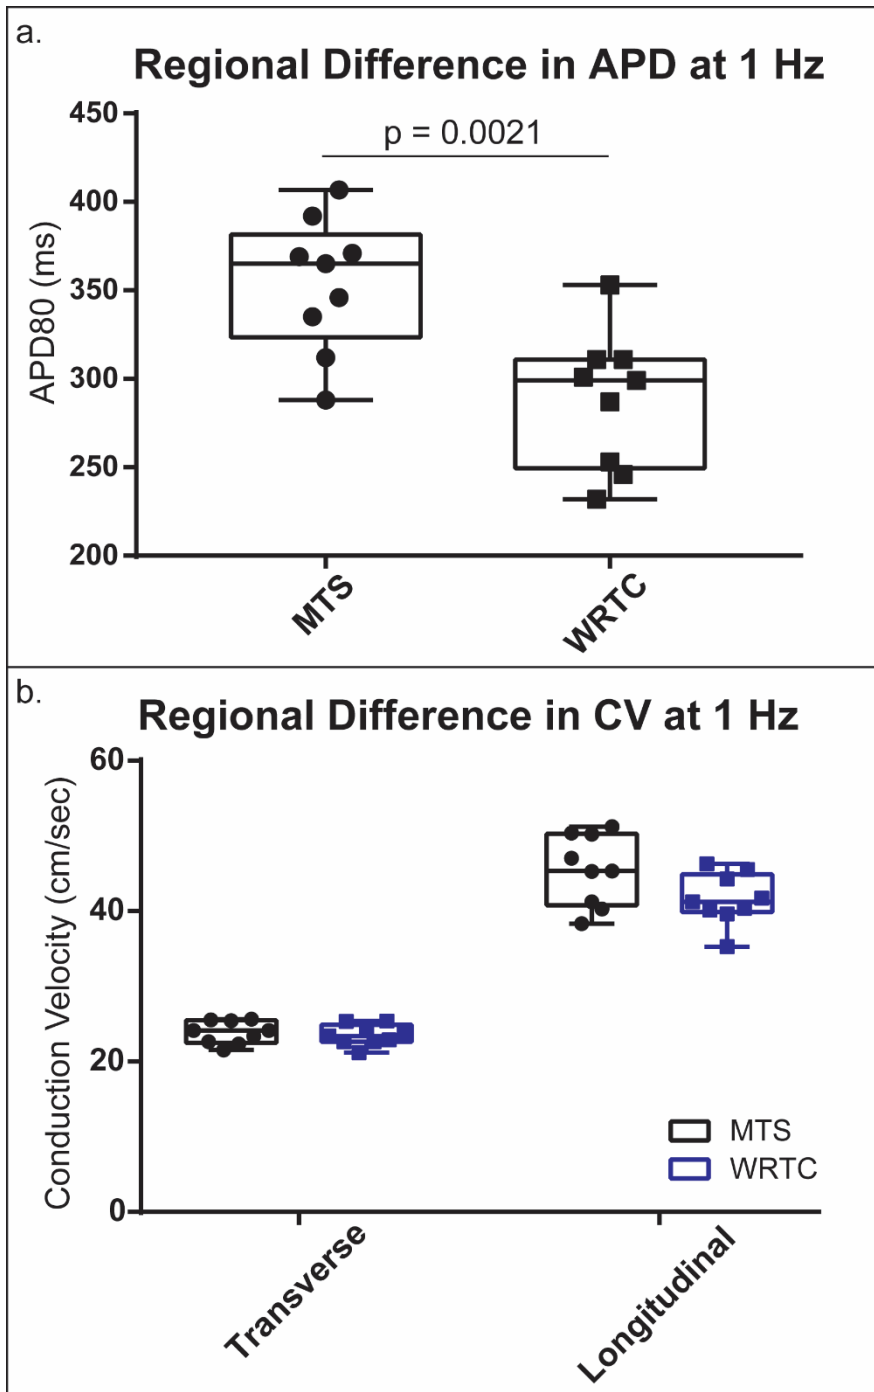 a.
Regional Difference in APD at 1 Hz
450
400
350
300
250
200
APD80 (ms)
p = 0.0021
MTS
WRTC
b.
Regional Difference in CV at 1 Hz
60
40
20
0
Conduction Velocity (cm/sec)
MTS
WRTC
Transverse
Longitudinal